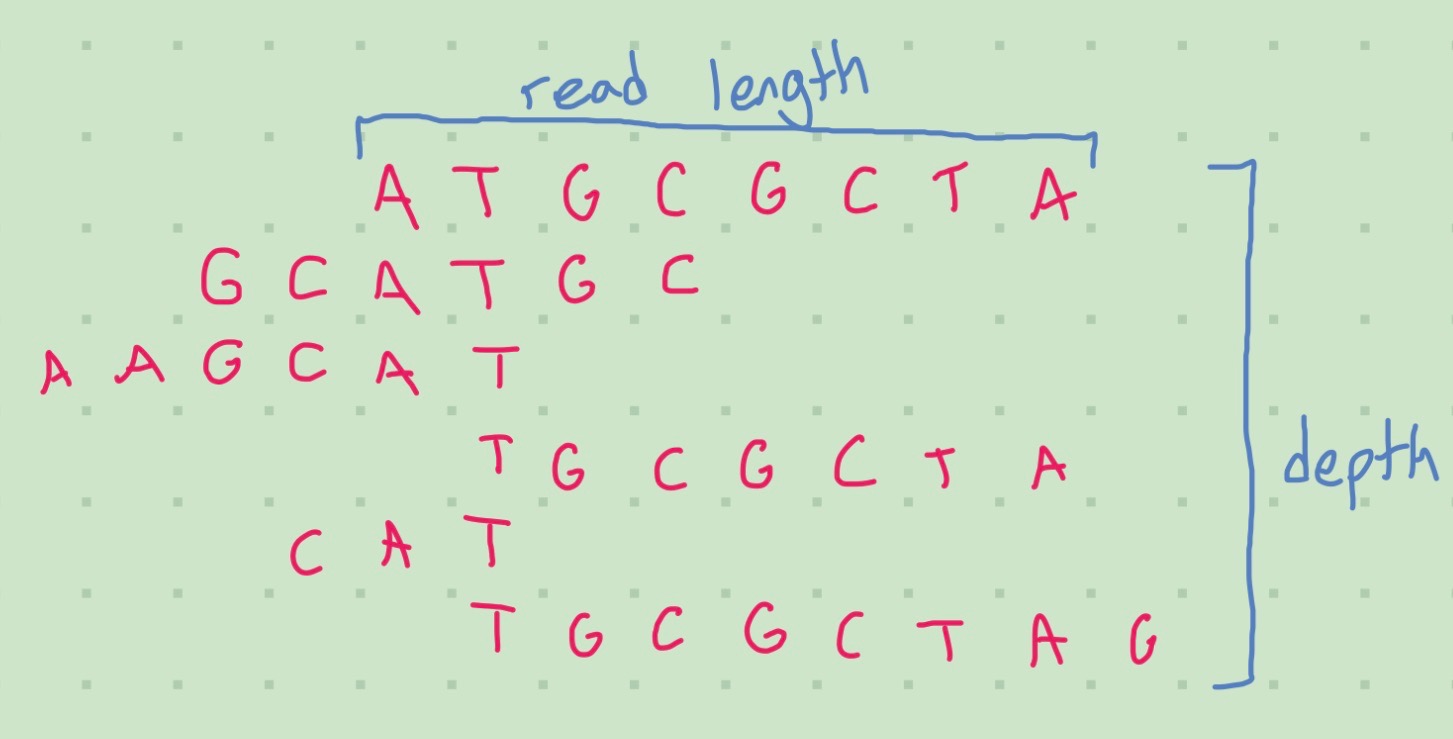 read length
A T G C G C T A
G C A T G C
A A G C A T
T G C G C T A
depth
C A T
T G C G C T A G